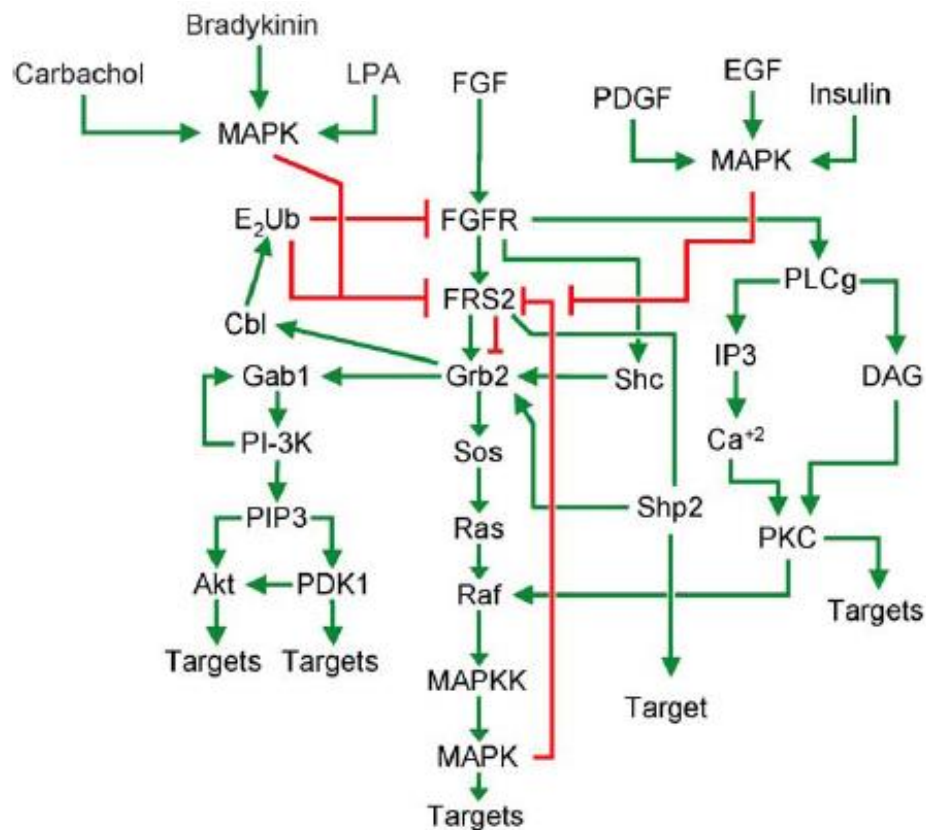 Bradykinin
Carbachol
LPA
FGF
EGF
PDGF
Insulin
MAPK
MAPK
E₂Ub
FGFR
PLCg
FRS2
Cbl
IP3
Gab1
Grb2
Shc
DAG
PI-3K
Sos
Ca⁺²
PIP3
Ras
Shp2
PKC
Akt
PDK1
Raf
Targets
Targets
Targets
MAPKK
Target
MAPK
Targets